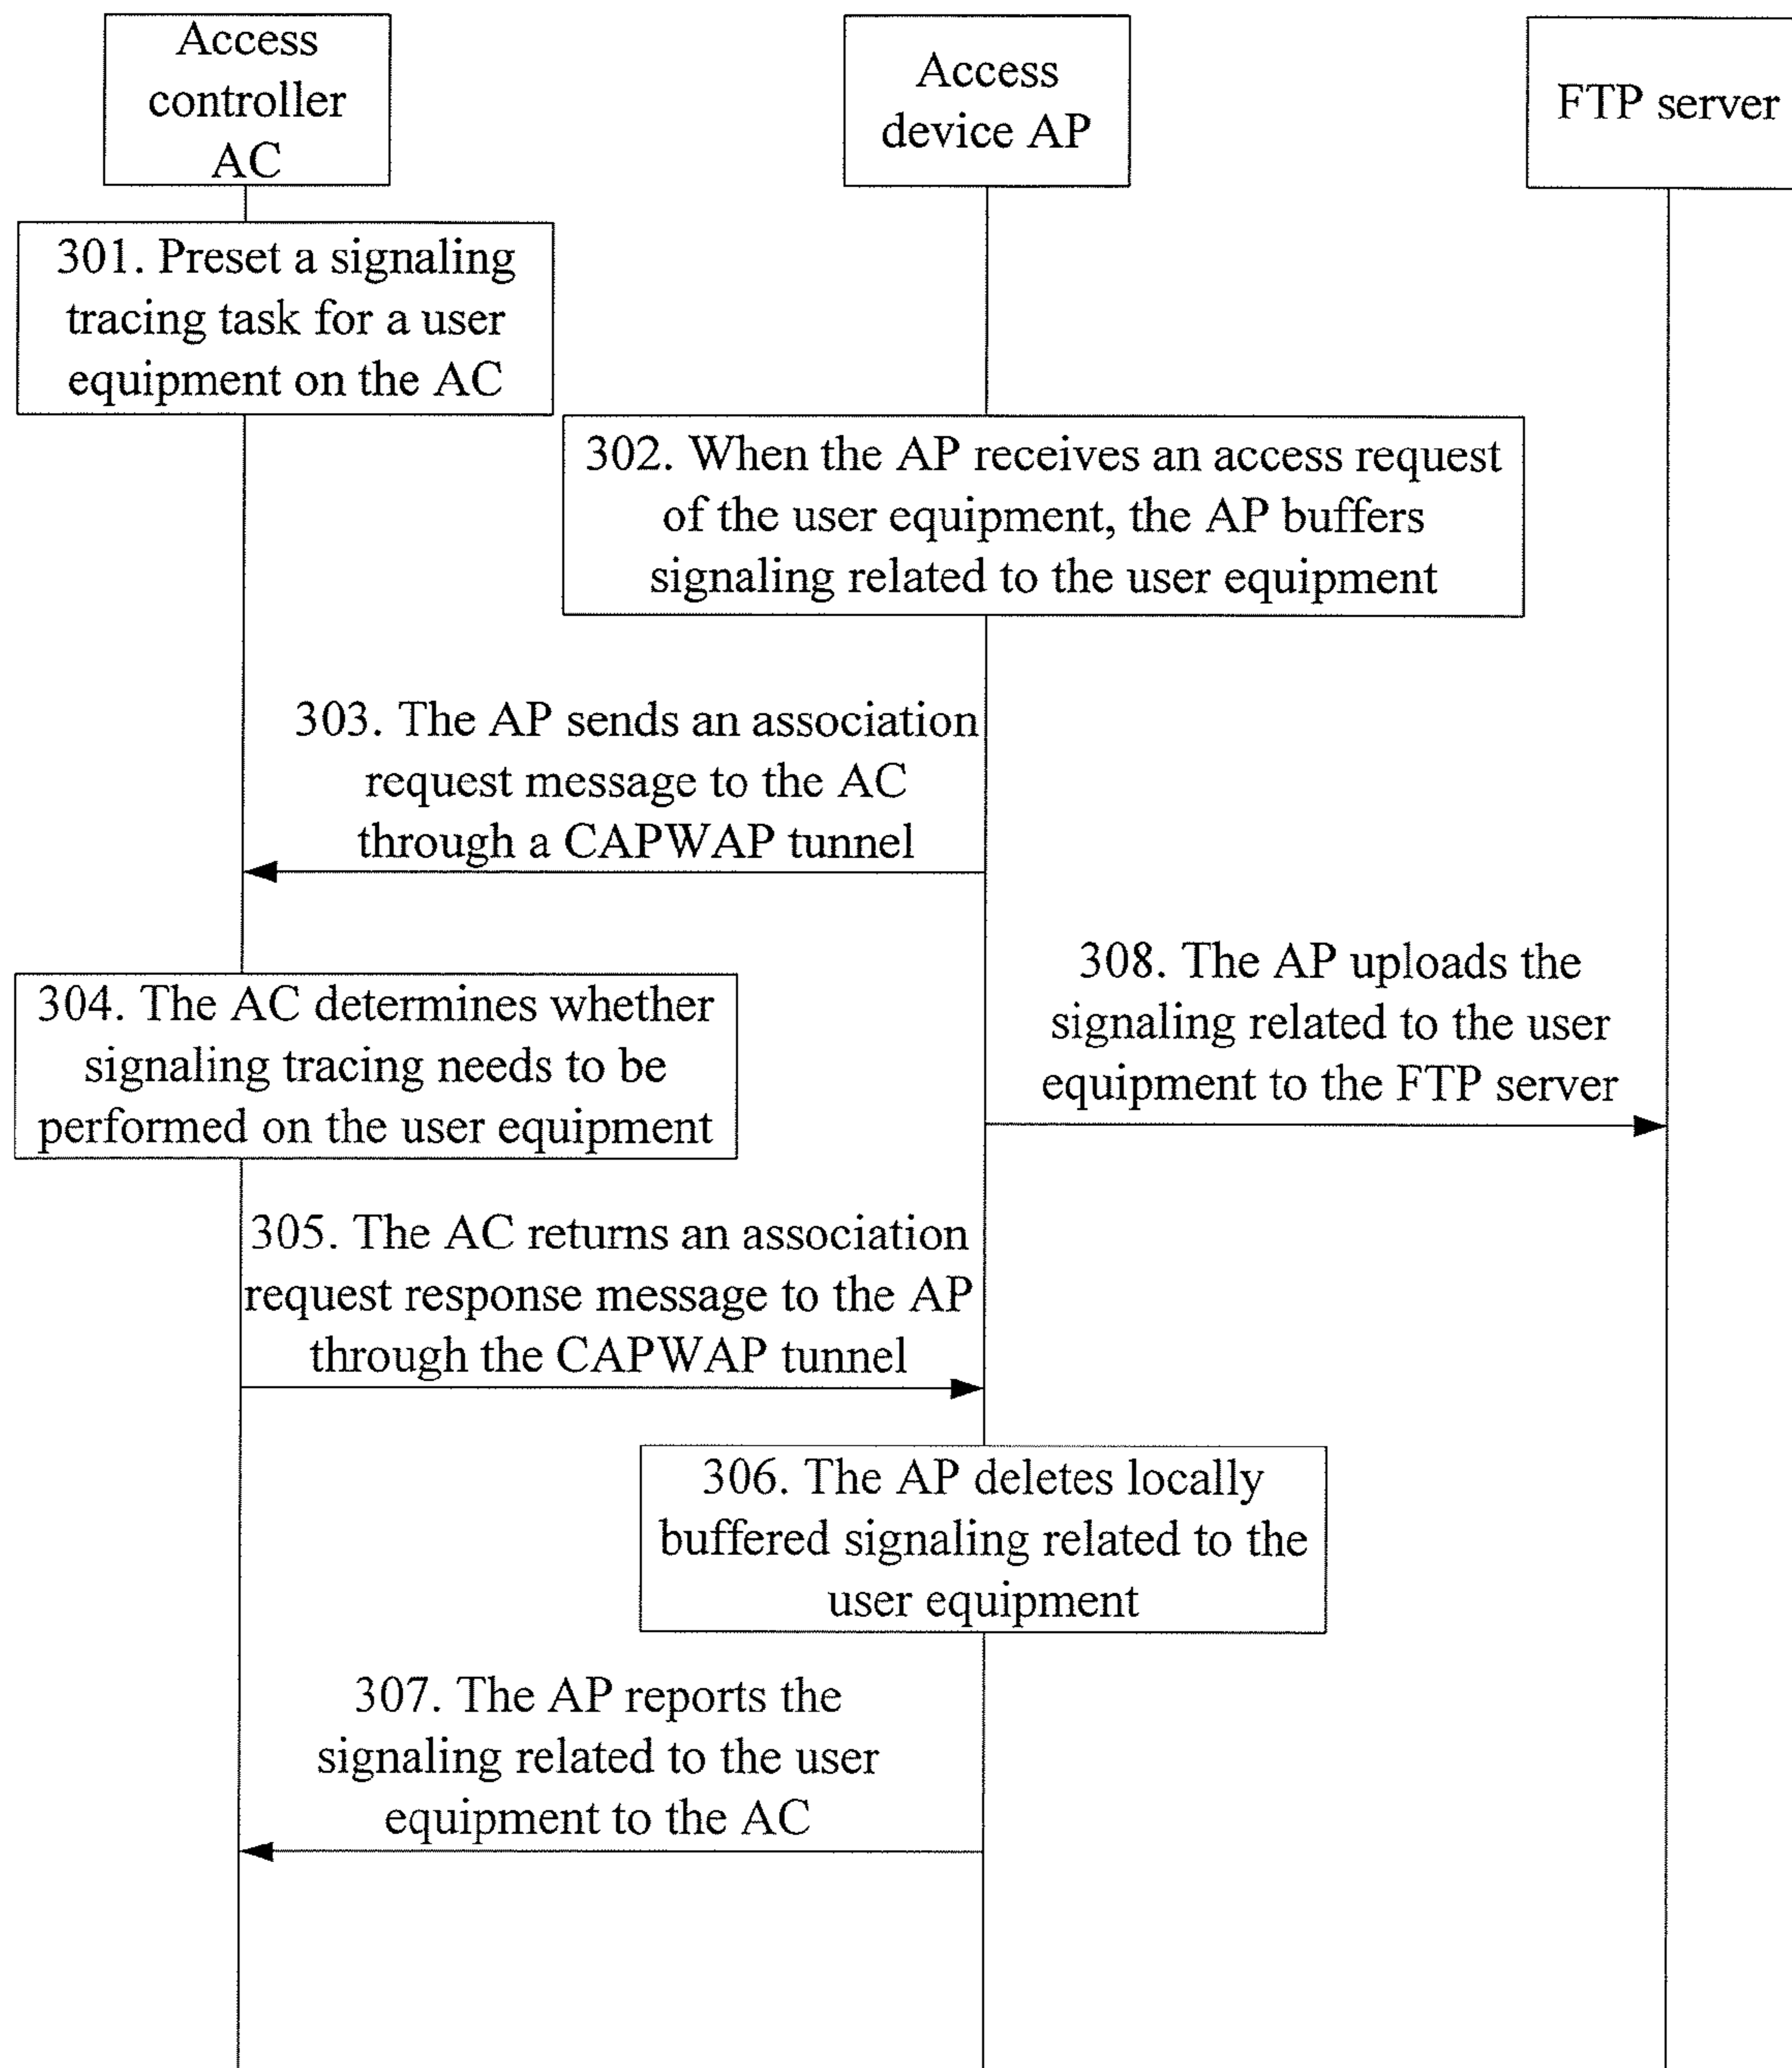 Access
controller
AC
Access
device AP
FTP server
301. Preset a signaling
tracing task for a user
equipment on the AC
302. When the AP receives an access request
of the user equipment, the AP buffers
signaling related to the user equipment
303. The AP sends an association
request message to the AC
through a CAPWAP tunnel
308. The AP uploads the
signaling related to the user
equipment to the FTP server
304. The AC determines whether
signaling tracing needs to be
performed on the user equipment
305. The AC returns an association
request response message to the AP
through the CAPWAP tunnel
306. The AP deletes locally
buffered signaling related to the
user equipment
307. The AP reports the
signaling related to the user
equipment to the AC